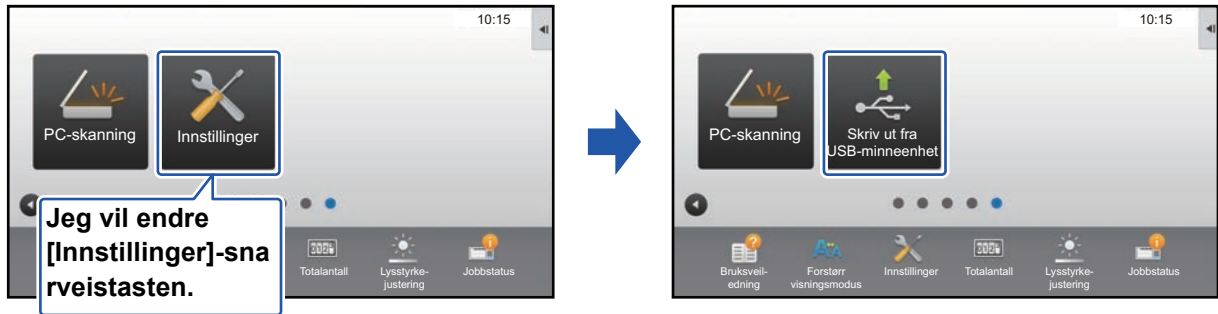 10:15
PC-skanning
Innstillinger
Jeg vil endre
[Innstillinger]-sna
rveistasten.
Totalantall
Lysstyrke-
justering
Jobbstatus
10:15
PC-skanning
Skriv ut fra
USB-minneenhet
Bruksveil-
edning
Forstørr
visningsmodus
Innstillinger
Totalantall
Lysstyrke-
justering
Jobbstatus